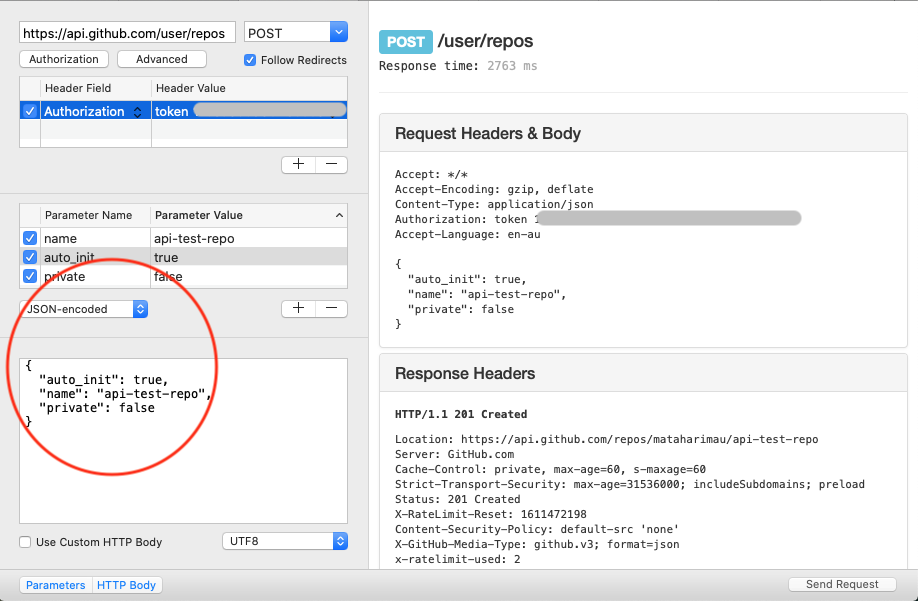 https://api.github.com/user/repos
POST
Authorization
Advanced
Follow Redirects
Header Field
Header Value
Authorization
token
+
−
Parameter Name
Parameter Value
name
api-test-repo
auto_init
true
private
false
JSON-encoded
+
−
{
"auto_init": true,
"name": "api-test-repo",
"private": false
}
Use Custom HTTP Body
UTF8
Parameters
HTTP Body
POST /user/repos
Response time: 2763 ms
Request Headers & Body
Accept: */*
Accept-Encoding: gzip, deflate
Content-Type: application/json
Authorization: token
Accept-Language: en-au
{
"auto_init": true,
"name": "api-test-repo",
"private": false
}
Response Headers
HTTP/1.1 201 Created
Location: https://api.github.com/repos/mataharimau/api-test-repo
Server: GitHub.com
Cache-Control: private, max-age=60, s-maxage=60
Strict-Transport-Security: max-age=31536000; includeSubdomains; preload
Status: 201 Created
X-RateLimit-Reset: 1611472198
Content-Security-Policy: default-src 'none'
X-GitHub-Media-Type: github.v3; format=json
x-ratelimit-used: 2
Send Request